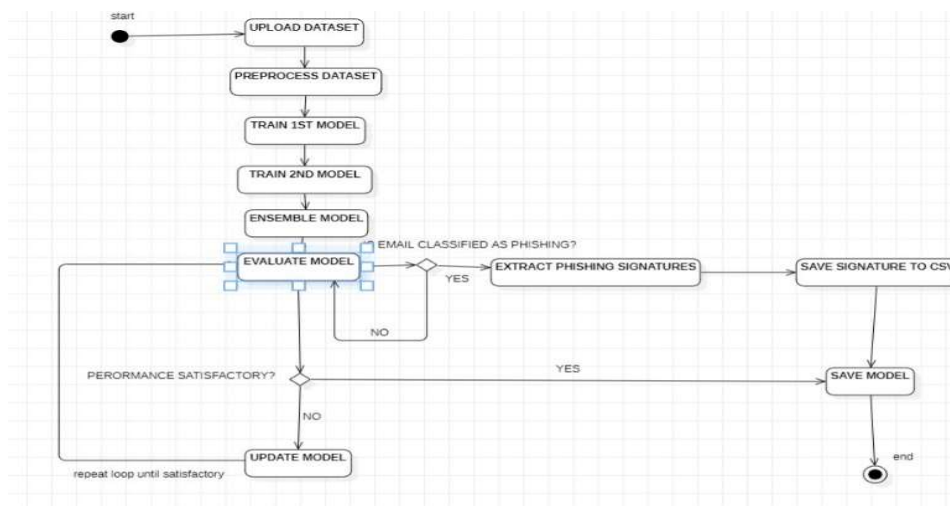 start
UPLOAD DATASET
PREPROCESS DATASET
TRAIN 1ST MODEL
TRAIN 2ND MODEL
ENSEMBLE MODEL
EMAIL CLASSIFIED AS PHISHING?
EVALUATE MODEL
YES
EXTRACT PHISHING SIGNATURES
SAVE SIGNATURE TO CSV
NO
PERORMANCE SATISFACTORY?
YES
SAVE MODEL
NO
UPDATE MODEL
repeat loop until satisfactory
end